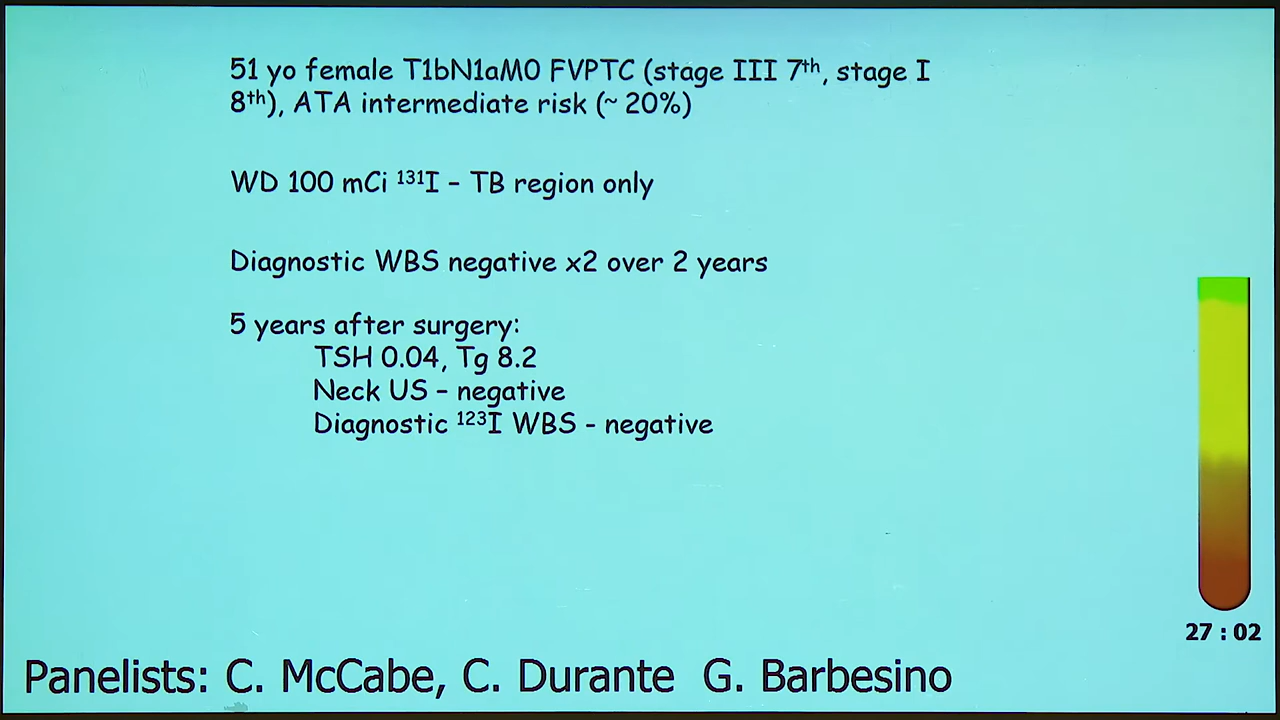 51 yo female T1bN1aM0 FVPTC (stage III 7th, stage I
8th), ATA intermediate risk (~ 20%)
WD 100 mCi 131I – TB region only
Diagnostic WBS negative x2 over 2 years
5 years after surgery:
TSH 0.04, Tg 8.2
Neck US – negative
Diagnostic 123I WBS - negative
27 : 02
Panelists: C. McCabe, C. Durante G. Barbesino